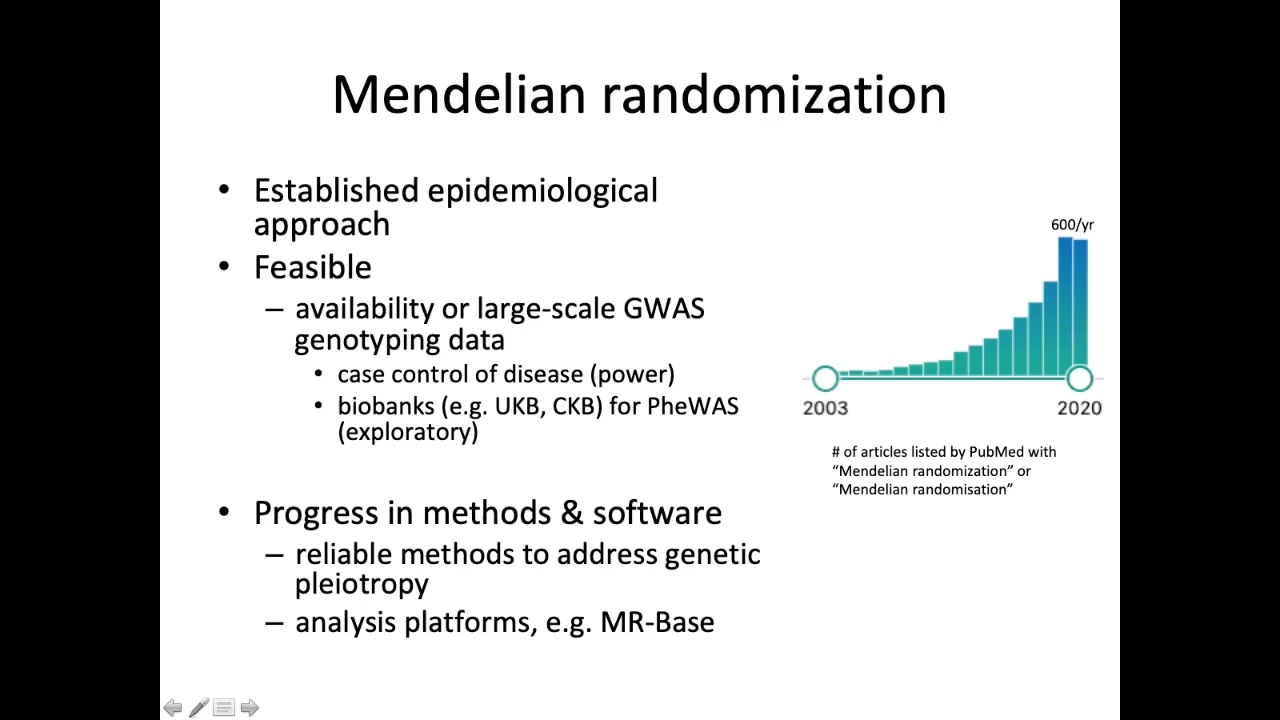 Mendelian randomization
• Established epidemiological
approach
• Feasible
– availability or large-scale GWAS
genotyping data
• case control of disease (power)
• biobanks (e.g. UKB, CKB) for PheWAS
(exploratory)
• Progress in methods & software
– reliable methods to address genetic
pleiotropy
– analysis platforms, e.g. MR-Base
600/yr
2003
2020
# of articles listed by PubMed with
“Mendelian randomization” or
“Mendelian randomisation”